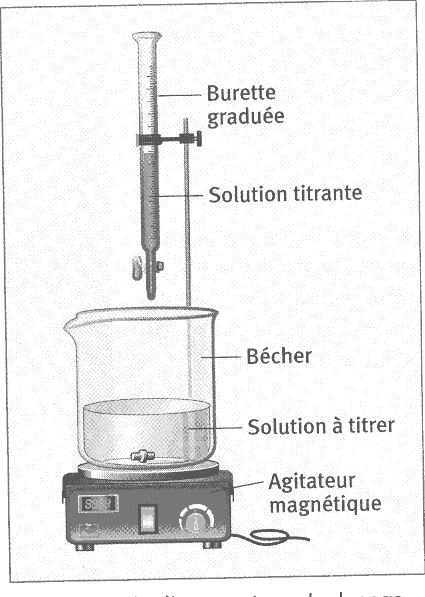 Burette
graduée
Solution titrante
Bécher
Solution à titrer
Agitateur
magnétique